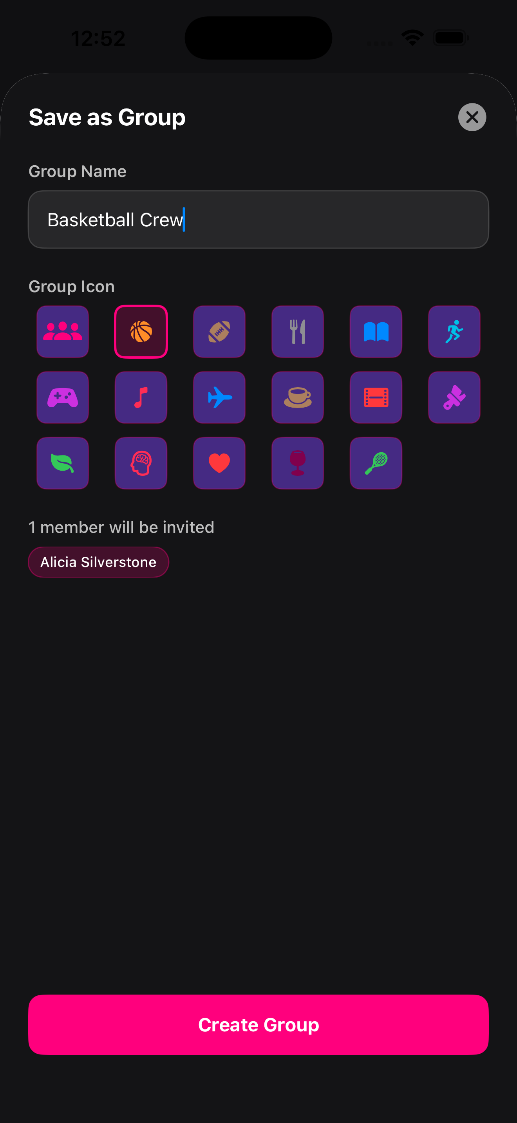 12:52
Save as Group
Group Name
Basketball Crew
Group Icon
1 member will be invited
Alicia Silverstone
Create Group